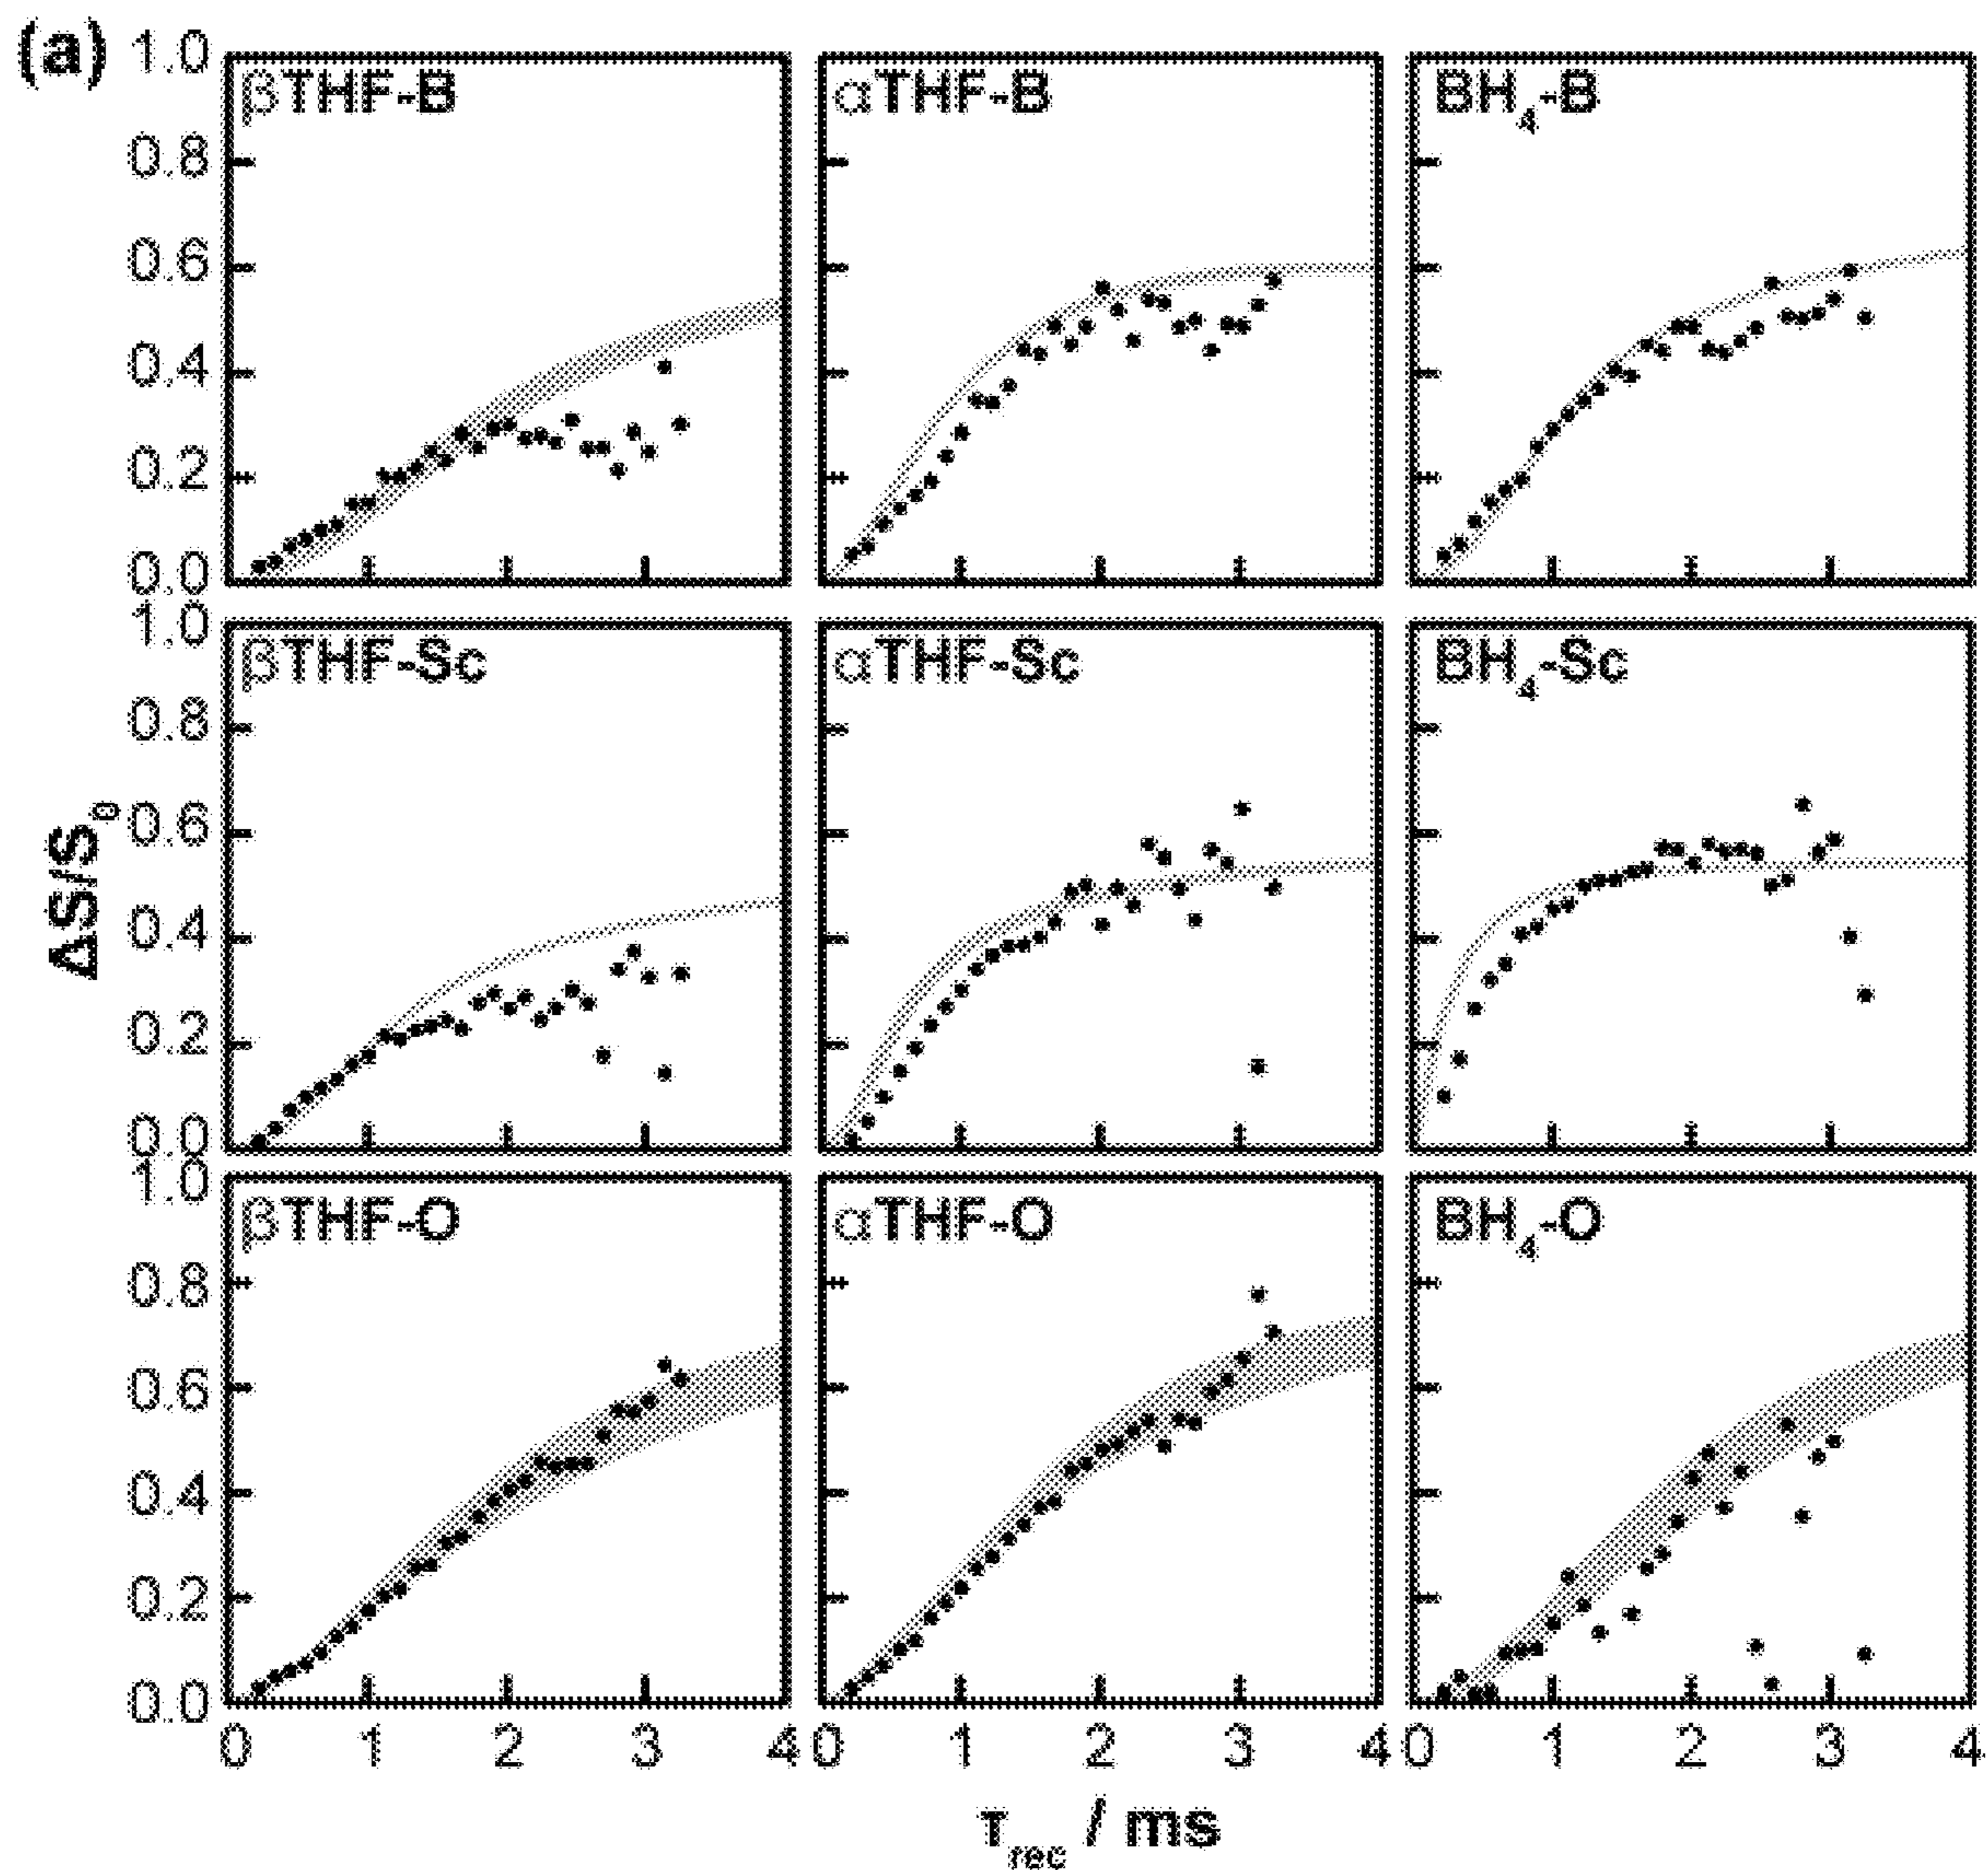 (a)
1.0
0.8
0.6
0.4
0.2
0.0
βTHF-B
αTHF-B
BH₄-B
1.0
0.8
0.6
0.4
0.2
0.0
βTHF-Sc
αTHF-Sc
BH₄-Sc
ΔS/S₀
1.0
0.8
0.6
0.4
0.2
0.0
βTHF-O
αTHF-O
BH₄-O
0 1 2 3 4 0 1 2 3 4 0 1 2 3 4
τrec / ms